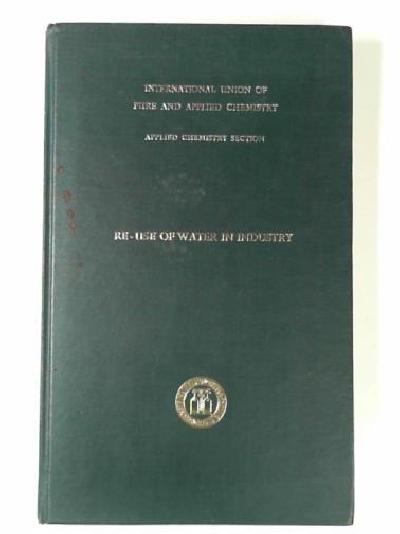 INTERNATIONAL UNION OF
PURE AND APPLIED CHEMISTRY
APPLIED CHEMISTRY SECTION
RE-USE OF WATER IN INDUSTRY